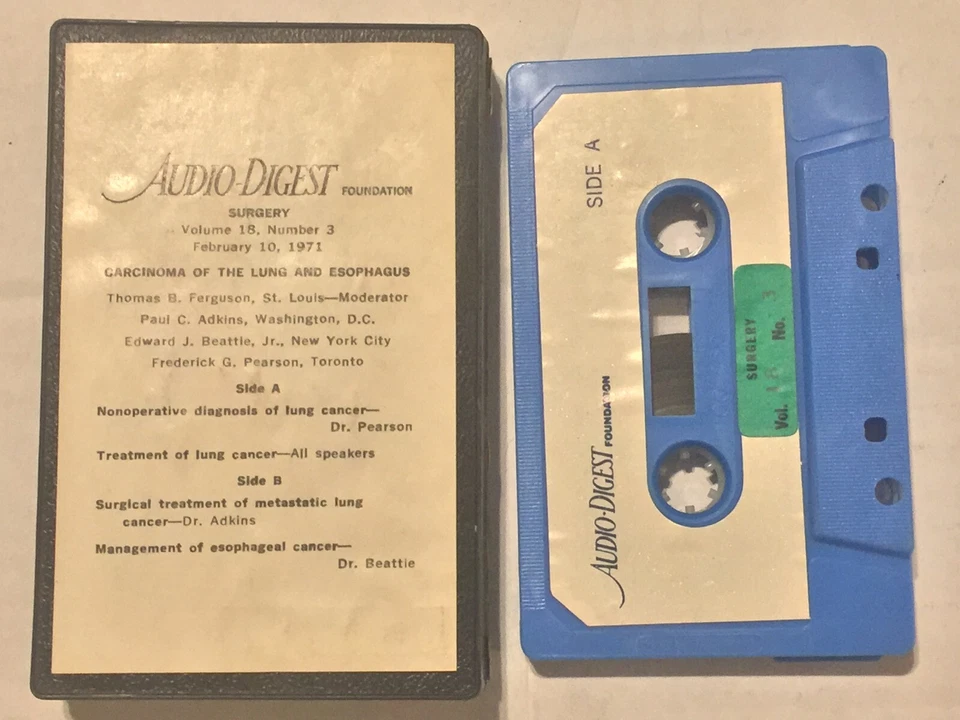 AUDIO-DIGEST FOUNDATION
SURGERY
Volume 18, Number 3
February 10, 1971
CARCINOMA OF THE LUNG AND ESOPHAGUS
Thomas B. Ferguson, St. Louis—Moderator
Paul C. Adkins, Washington, D.C.
Edward J. Beattie, Jr., New York City
Frederick G. Pearson, Toronto
Side A
Nonoperative diagnosis of lung cancer—
Dr. Pearson
Treatment of lung cancer—All speakers
Side B
Surgical treatment of metastatic lung
cancer—Dr. Adkins
Management of esophageal cancer—
Dr. Beattie
SIDE A
AUDIO-DIGEST FOUNDATION
SURGERY
Vol. 18 No. 3